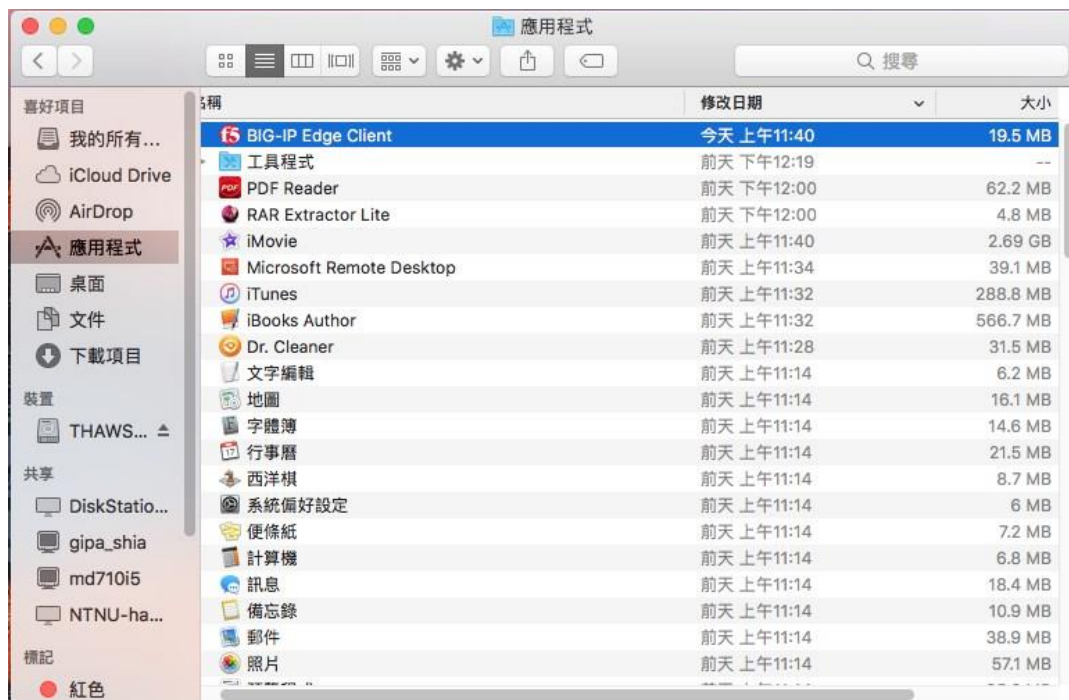 應用程式
搜尋
喜好項目
我的所有...
iCloud Drive
AirDrop
應用程式
桌面
文件
下載項目
裝置
THAWS...
共享
DiskStatio...
gipa_shia
md710i5
NTNU-ha...
標記
紅色
名稱 修改日期 大小
BIG-IP Edge Client 今天 上午11:40 19.5 MB
工具程式 前天 下午12:19 --
PDF Reader 前天 下午12:00 62.2 MB
RAR Extractor Lite 前天 下午12:00 4.8 MB
iMovie 前天 上午11:40 2.69 GB
Microsoft Remote Desktop 前天 上午11:34 39.1 MB
iTunes 前天 上午11:32 288.8 MB
iBooks Author 前天 上午11:32 566.7 MB
Dr. Cleaner 前天 上午11:28 31.5 MB
文字編輯 前天 上午11:14 6.2 MB
地圖 前天 上午11:14 16.1 MB
字體簿 前天 上午11:14 14.6 MB
行事曆 前天 上午11:14 21.5 MB
西洋棋 前天 上午11:14 8.7 MB
系統偏好設定 前天 上午11:14 6 MB
便條紙 前天 上午11:14 7.2 MB
計算機 前天 上午11:14 6.8 MB
訊息 前天 上午11:14 18.4 MB
備忘錄 前天 上午11:14 10.9 MB
郵件 前天 上午11:14 38.9 MB
照片 前天 上午11:14 57.1 MB